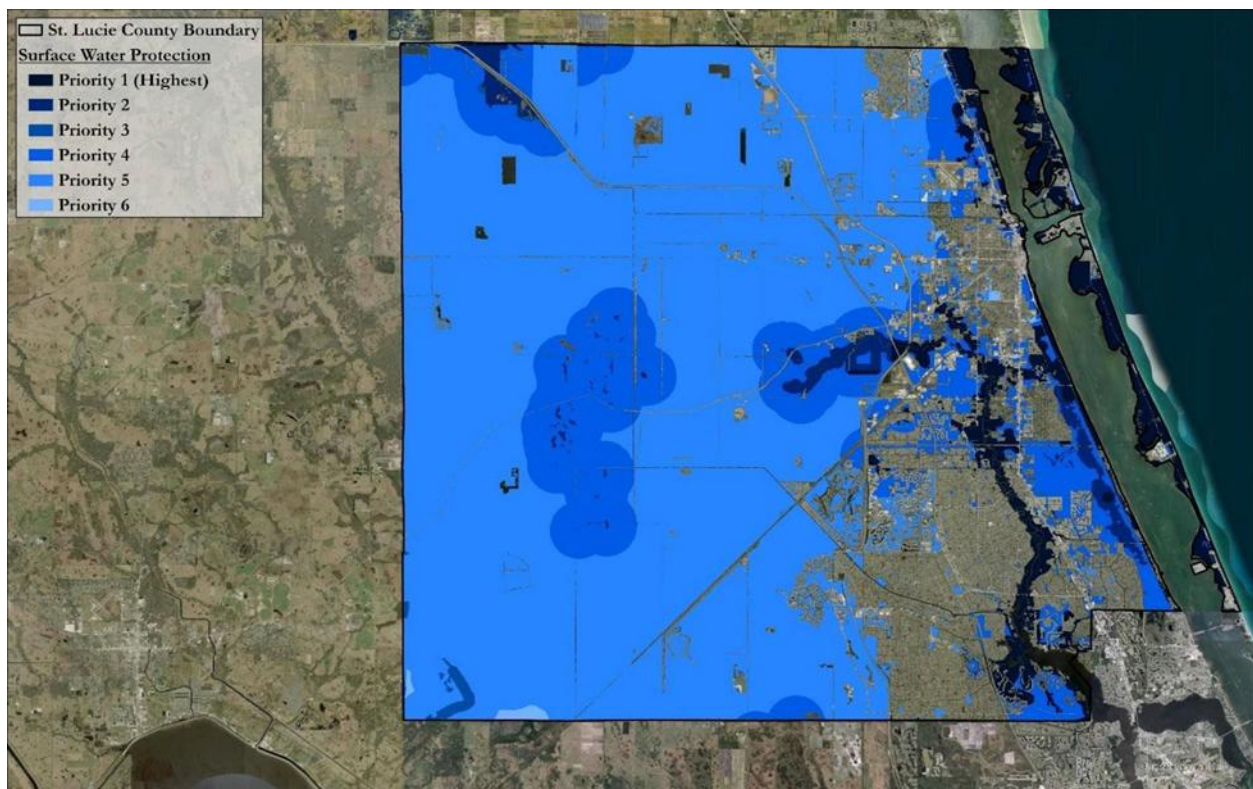 St. Lucie County Boundary
Surface Water Protection
Priority 1 (Highest)
Priority 2
Priority 3
Priority 4
Priority 5
Priority 6